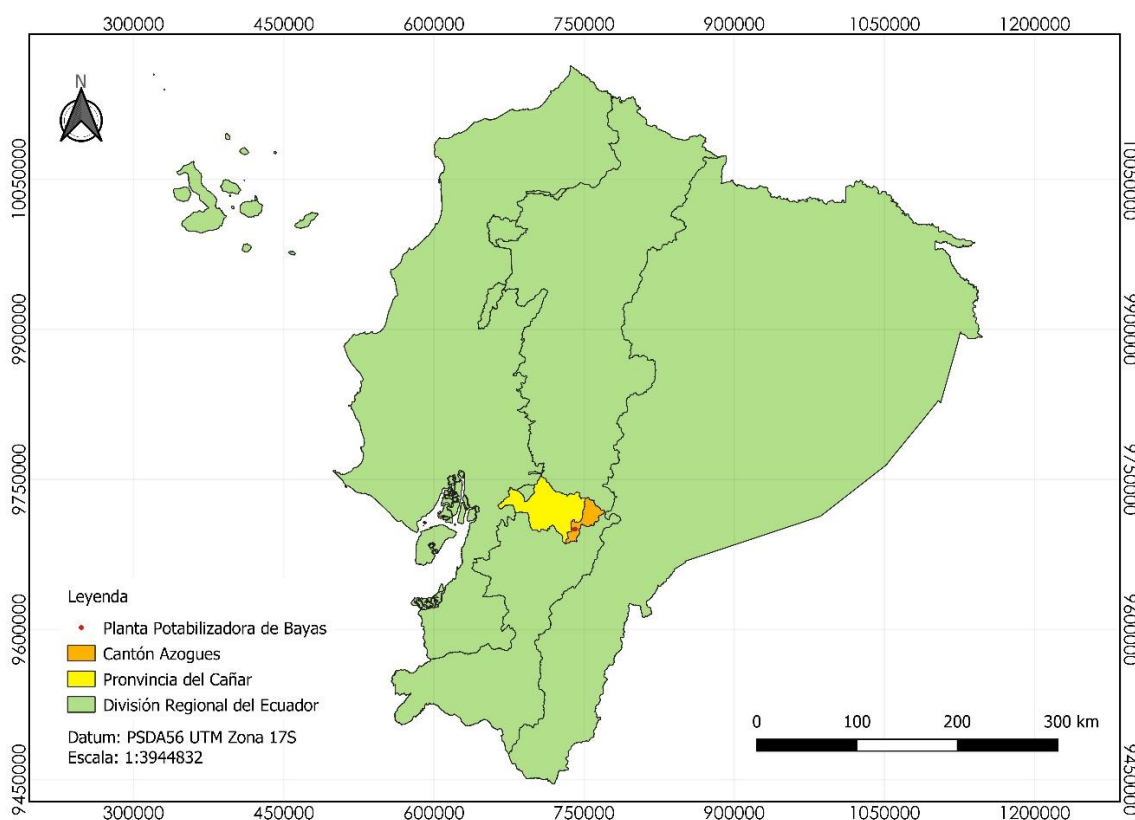 300000 450000 600000 750000 900000 1050000 1200000
N
10050000 10050000
9900000 9900000
9750000 9750000
9600000 9600000
9450000 9450000
Leyenda
Planta Potabilizadora de Bayas
Cantón Azogues
Pronvincia del Cañar
División Regional del Ecuador
Datum: PSDA56 UTM Zona 17S
Escala: 1:3944832
0 100 200 300 km
300000 450000 600000 750000 900000 1050000 1200000